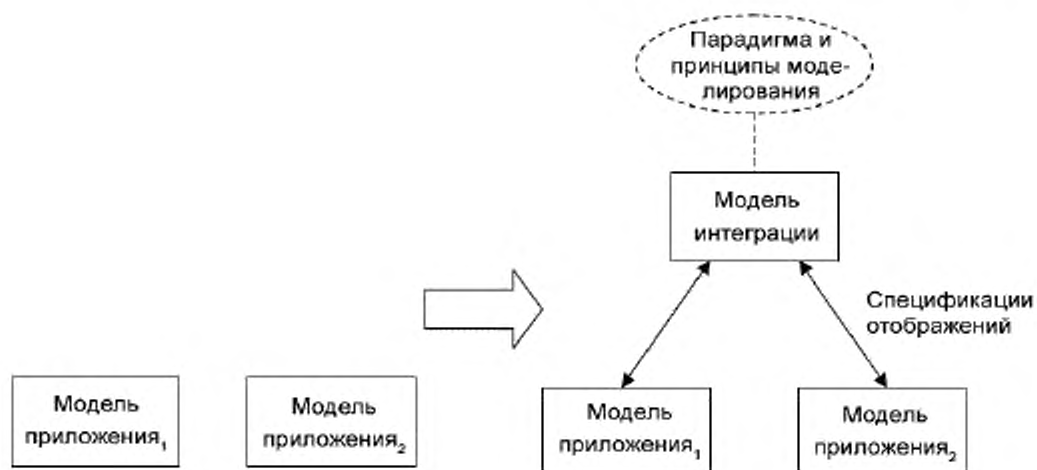 Парадигма и
принципы моде-
лирования
Модель
интеграции
Спецификации
отображений
Модель
приложения₁
Модель
приложения₂
Модель
приложения₁
Модель
приложения₂